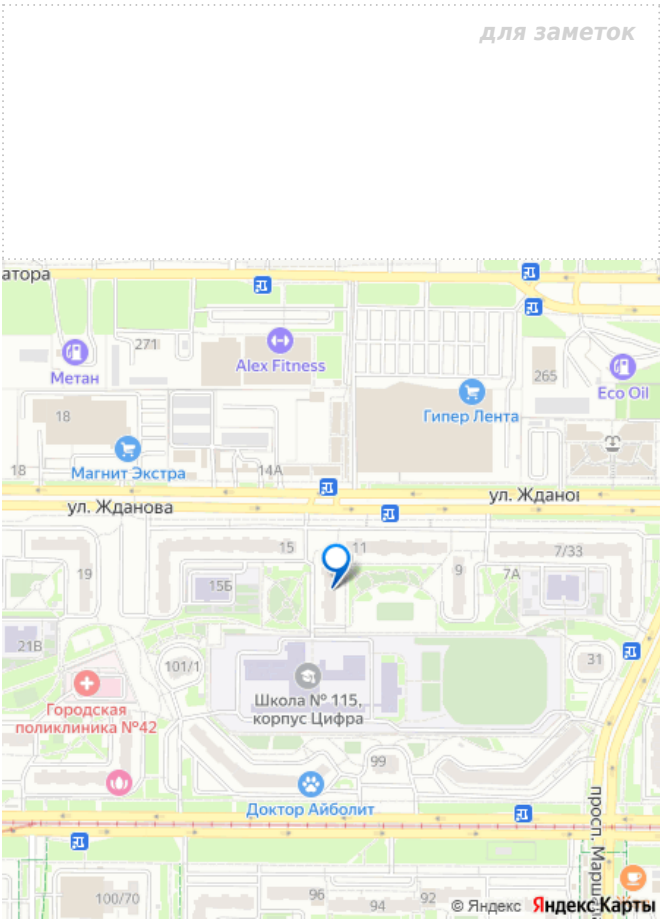 для заметок
атора
271
Alex Fitness
Метан
265
Eco Oil
Гипер Лента
18
Магнит Экстра
18
14А
ул. Жданова
ул. Жданов
15
11
7/33
19
15Б
9
7А
21В
101/1
31
Школа № 115,
корпус Цифра
Городская
поликлиника №42
99
Доктор Айболит
просп. Марша
100/70
96
94
92
© Яндекс Яндекс Карты